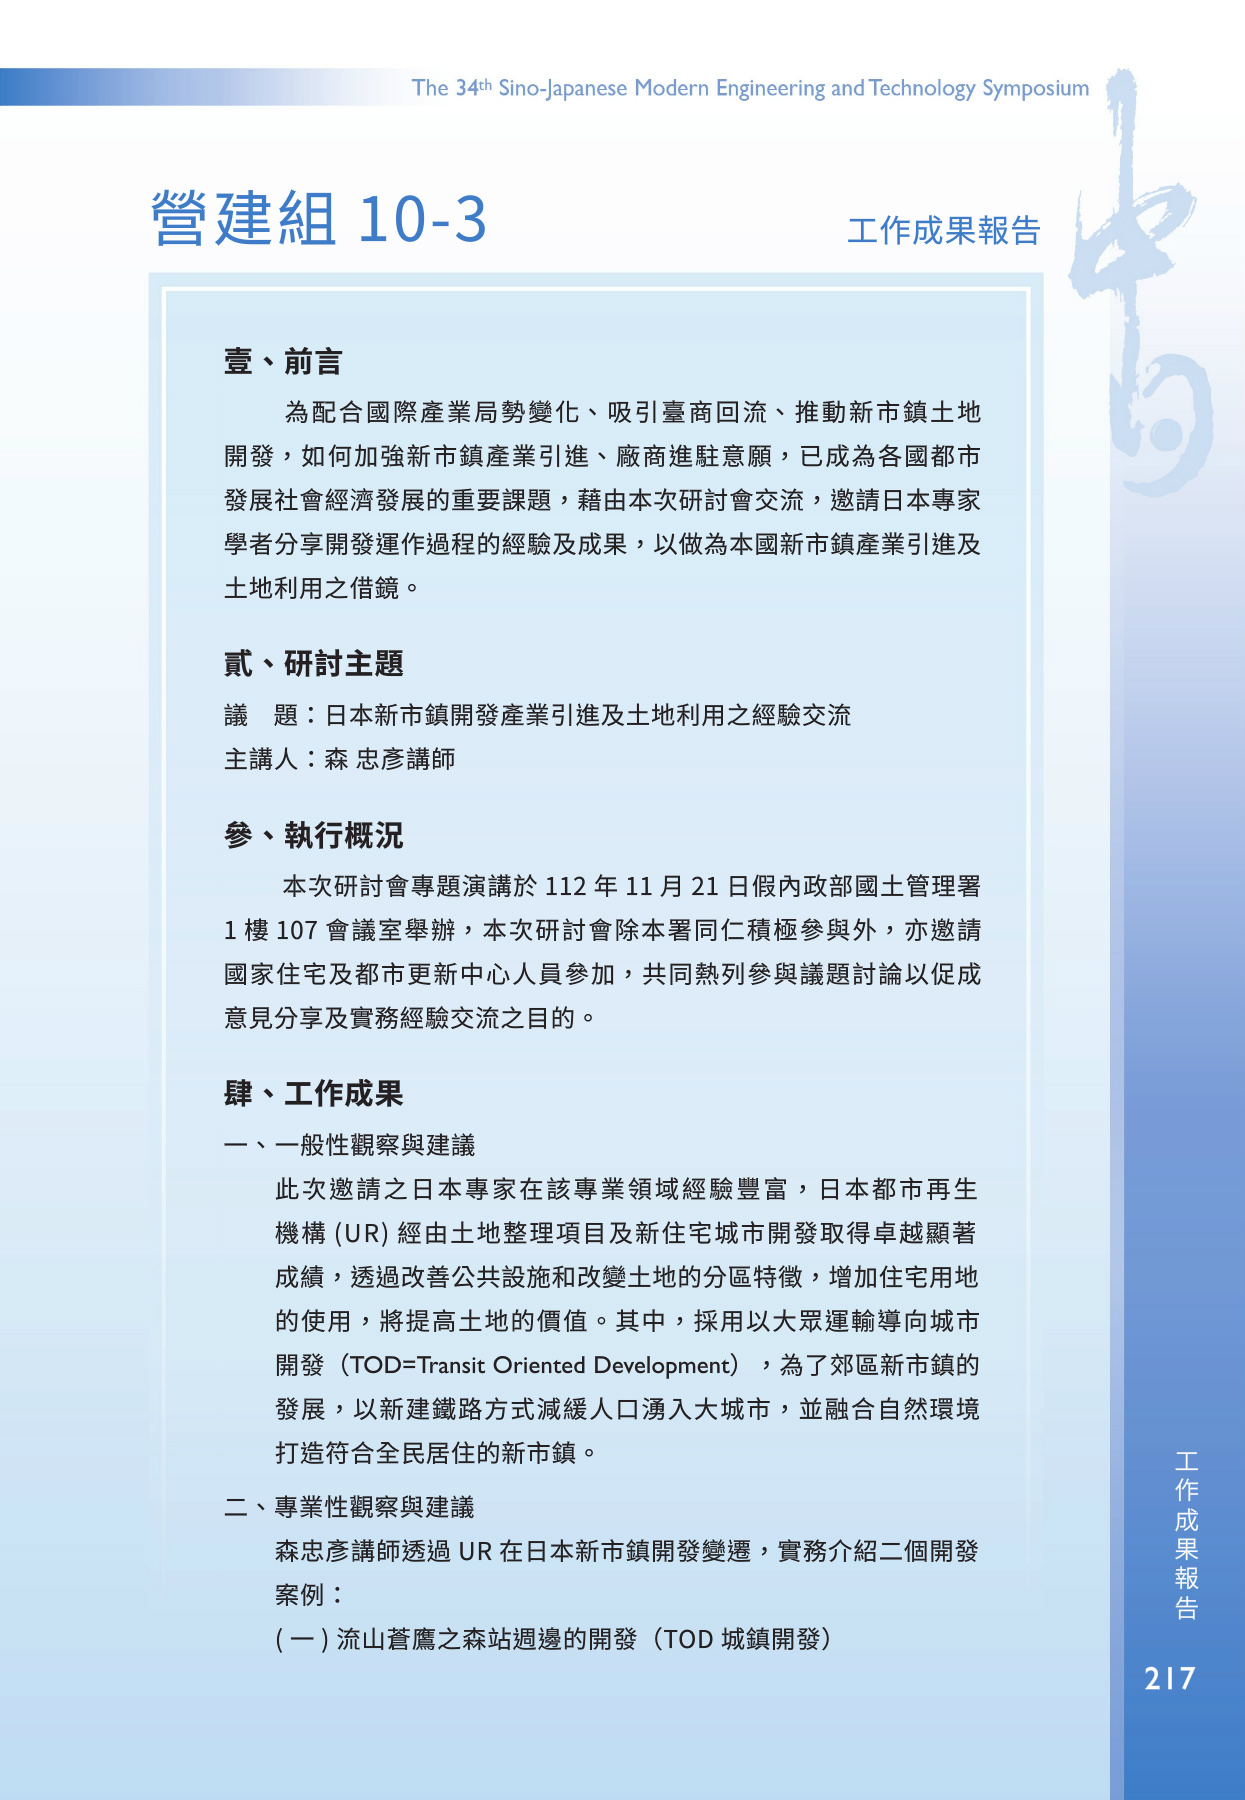 The 34th Sino-Japanese Modern Engineering and Technology Symposium
營建組 10-3
工作成果報告
壹、前言
為配合國際產業局勢變化、吸引臺商回流、推動新市鎮土地
開發，如何加強新市鎮產業引進、廠商進駐意願，已成為各國都市
發展社會經濟發展的重要課題，藉由本次研討會交流，邀請日本專家
學者分享開發運作過程的經驗及成果，以做為本國新市鎮產業引進及
土地利用之借鏡。
貳、研討主題
議　題：日本新市鎮開發產業引進及土地利用之經驗交流
主講人：森 忠彥講師
參、執行概況
本次研討會專題演講於 112 年 11 月 21 日假內政部國土管理署
1 樓 107 會議室舉辦，本次研討會除本署同仁積極參與外，亦邀請
國家住宅及都市更新中心人員參加，共同熱列參與議題討論以促成
意見分享及實務經驗交流之目的。
肆、工作成果
一、一般性觀察與建議
此次邀請之日本專家在該專業領域經驗豐富，日本都市再生
機構 (UR) 經由土地整理項目及新住宅城市開發取得卓越顯著
成績，透過改善公共設施和改變土地的分區特徵，增加住宅用地
的使用，將提高土地的價值。其中，採用以大眾運輸導向城市
開發（TOD=Transit Oriented Development），為了郊區新市鎮的
發展，以新建鐵路方式減緩人口湧入大城市，並融合自然環境
打造符合全民居住的新市鎮。
二、專業性觀察與建議
森忠彥講師透過 UR 在日本新市鎮開發變遷，實務介紹二個開發
案例：
( 一 ) 流山蒼鷹之森站週邊的開發（TOD 城鎮開發）
工作成果報告
217
中日